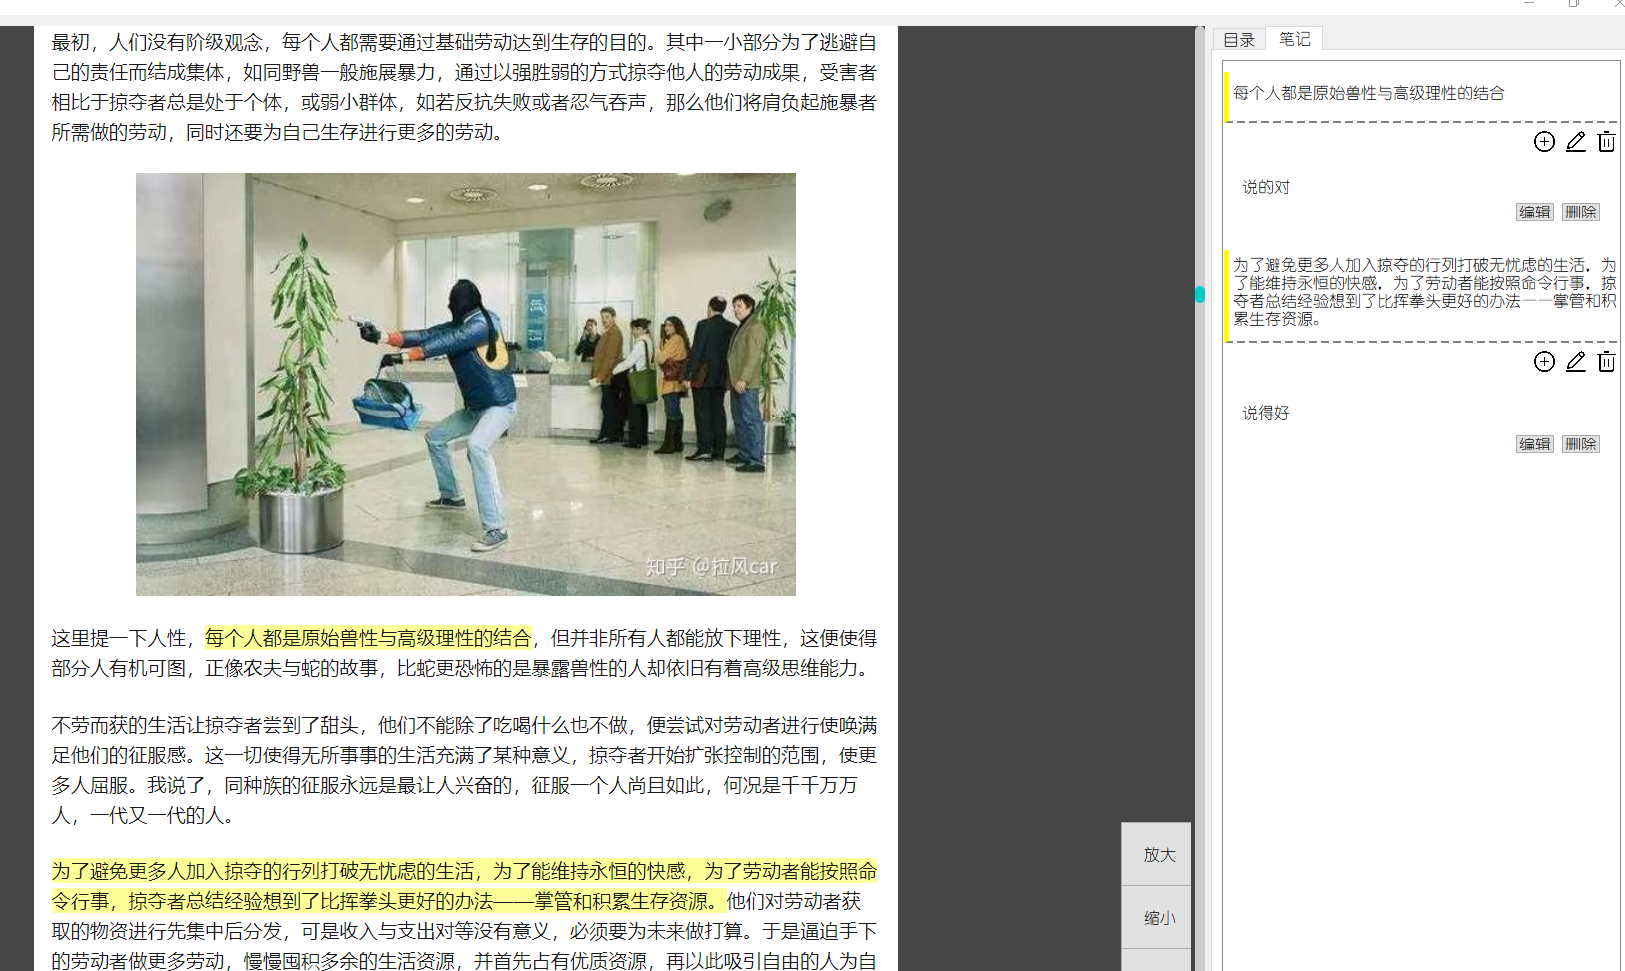 最初，人们没有阶级观念，每个人都需要通过基础劳动达到生存的目的。其中一小部分为了逃避自
己的责任而结成集体，如同野兽一般施展暴力，通过以强胜弱的方式掠夺他人的劳动成果，受害者
相比于掠夺者总是处于个体，或弱小群体，如若反抗失败或者忍气吞声，那么他们将肩负起施暴者
所需做的劳动，同时还要为自己生存进行更多的劳动。
知乎 @拉风car
这里提一下人性，每个人都是原始兽性与高级理性的结合，但并非所有人都能放下理性，这便使得
部分人有机可图，正像农夫与蛇的故事，比蛇更恐怖的是暴露兽性的人却依旧有着高级思维能力。
不劳而获的生活让掠夺者尝到了甜头，他们不能除了吃喝什么也不做，便尝试对劳动者进行使唤满
足他们的征服感。这一切使得无所事事的生活充满了某种意义，掠夺者开始扩张控制的范围，使更
多人屈服。我说了，同种族的征服永远是最让人兴奋的，征服一个人尚且如此，何况是千千万万
人，一代又一代的人。
为了避免更多人加入掠夺的行列打破无忧虑的生活，为了能维持永恒的快感，为了劳动者能按照命
令行事，掠夺者总结经验想到了比挥拳头更好的办法——掌管和积累生存资源。他们对劳动者获
取的物资进行先集中后分发，可是收入与支出对等没有意义，必须要为未来做打算。于是逼迫手下
的劳动者做更多劳动，慢慢囤积多余的生活资源，并首先占有优质资源，再以此吸引自由的人为自
放大
缩小
目录
笔记
每个人都是原始兽性与高级理性的结合
说的对
编辑 删除
为了避免更多人加入掠夺的行列打破无忧虑的生活，为
了能维持永恒的快感，为了劳动者能按照命令行事，掠
夺者总结经验想到了比挥拳头更好的办法——掌管和积
累生存资源。
说得好
编辑 删除